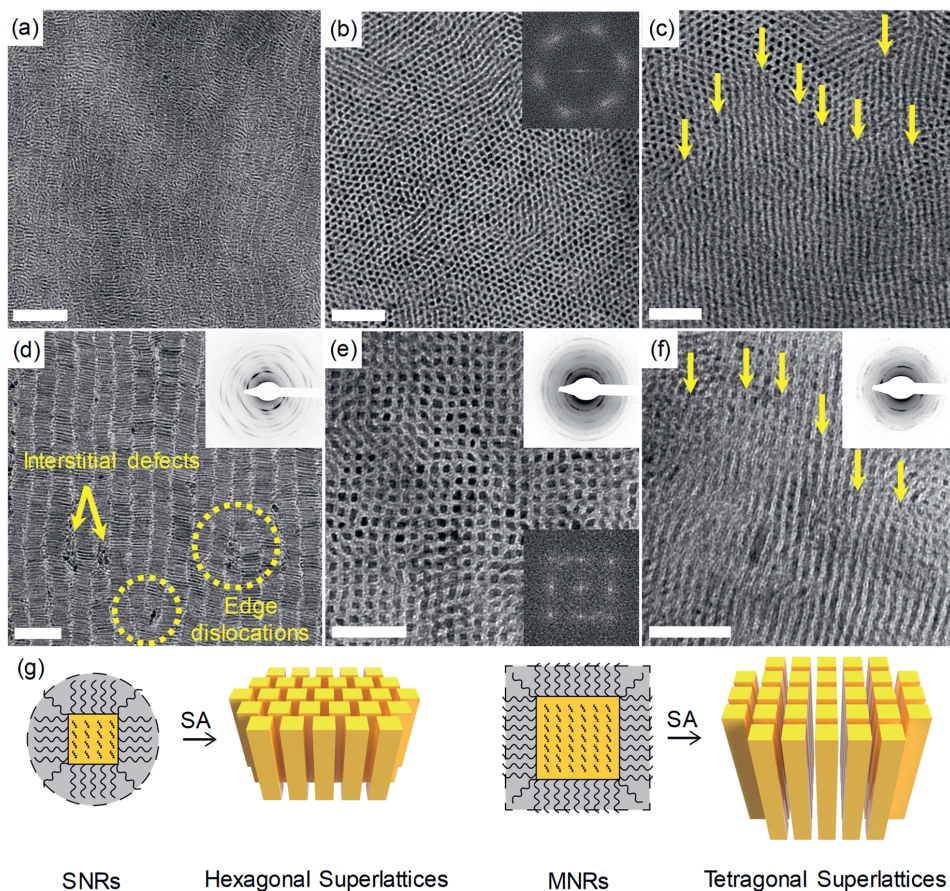 (a)
(b)
(c)
(d)
Interstitial defects
Edge
dislocations
(e)
(f)
(g)
SA
SA
SNRs
Hexagonal Superlattices
MNRs
Tetragonal Superlattices